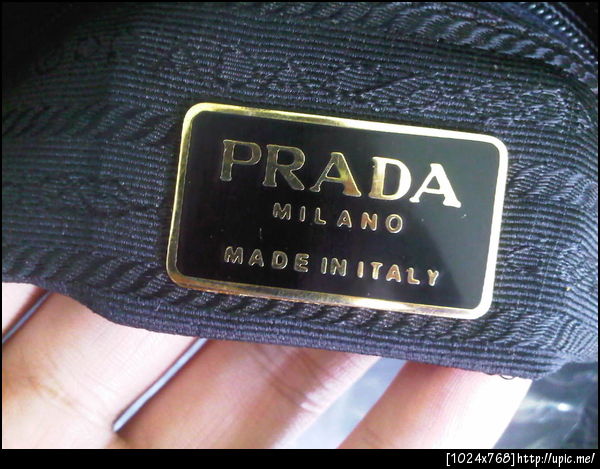 PRADA
MILANO
MADE IN ITALY
[1024x768]http://upic.me/